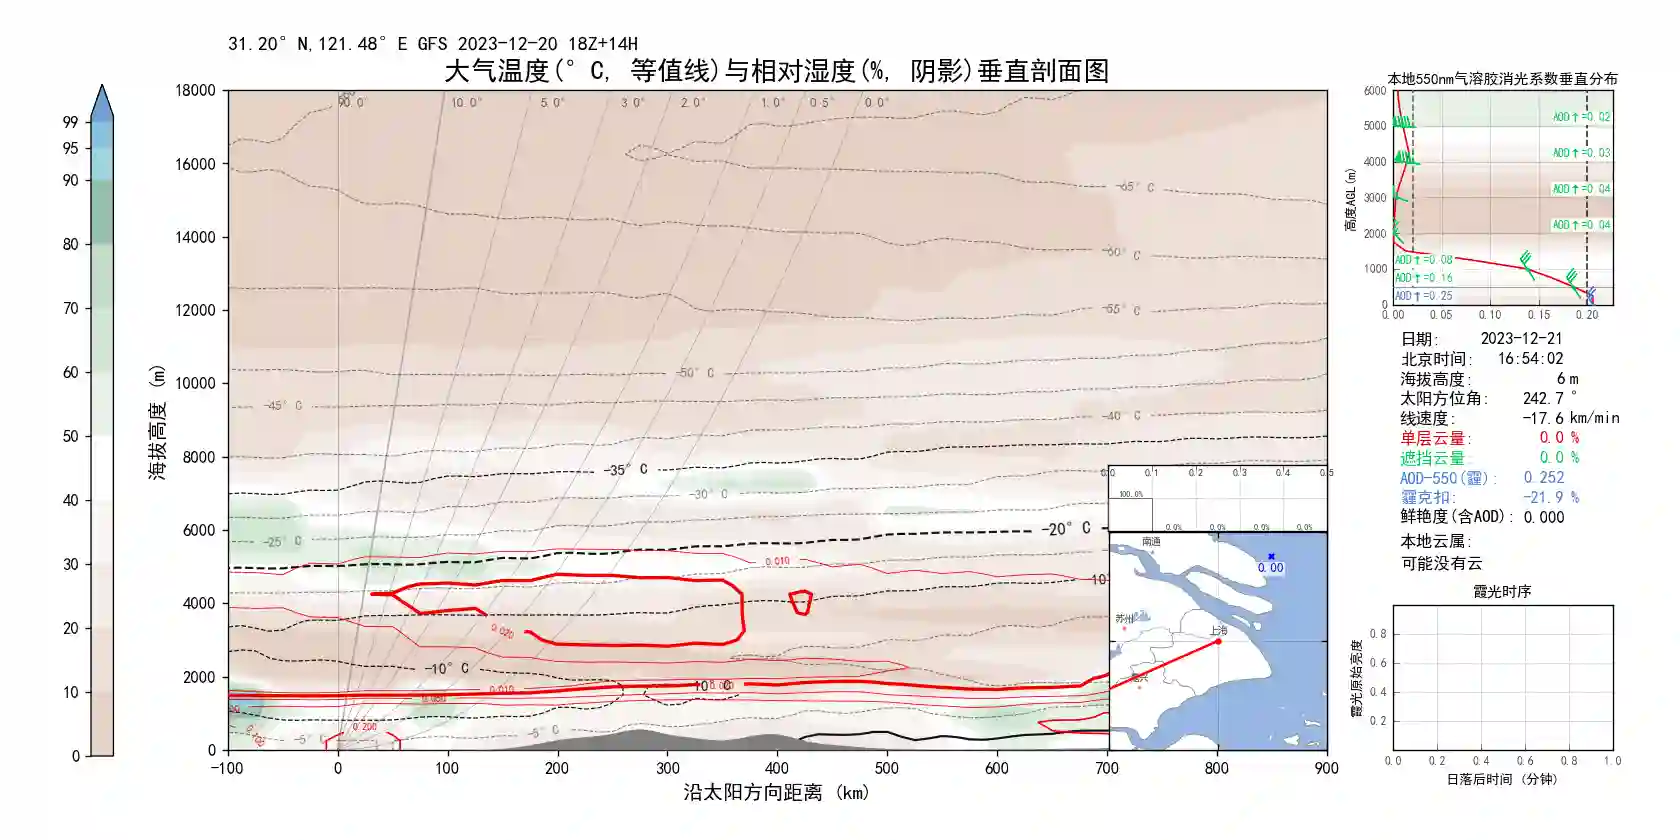 31.20° N,121.48° E GFS 2023-12-20 18Z+14H
大气温度(° C, 等值线)与相对湿度(%, 阴影)垂直剖面图
99
95
90
80
70
60
50
40
30
20
10
0
海拔高度 (m)
18000
16000
14000
12000
10000
8000
6000
4000
2000
0
90.0°
10.0°
5.0°
3.0°
2.0°
1.0°
0.5°
0.0°
-65° C
-60° C
-55° C
-50° C
-45° C
-40° C
-35° C
-30° C
-25° C
-20° C
0.010
10
0.020
-10° C
0.010
0.050
10° C
0.100
0.200
-5° C
-5° C
-100
0
100
200
300
400
500
600
700
800
900
沿太阳方向距离 (km)
0.0
0.1
0.2
0.3
0.4
0.5
100.0%
0.0%
0.0%
0.0%
0.0%
南通
0.00
苏州
上海
本地550nm气溶胶消光系数垂直分布
高度AGL(m)
6000
5000
4000
3000
2000
1000
0
AOD↑=0.02
AOD↑=0.03
AOD↑=0.04
AOD↑=0.04
AOD↑=0.08
AOD↑=0.16
AOD↑=0.25
0.00
0.05
0.10
0.15
0.20
日期: 2023-12-21
北京时间: 16:54:02
海拔高度: 6 m
太阳方位角: 242.7 °
线速度: -17.6 km/min
单层云量: 0.0 %
遮挡云量: 0.0 %
AOD-550(霾): 0.252
霾克扣: -21.9 %
鲜艳度(含AOD): 0.000
本地云属:
可能没有云
霞光时序
霞光原始亮度
0.8
0.6
0.4
0.2
0.0
0.2
0.4
0.6
0.8
1.0
日落后时间 (分钟)